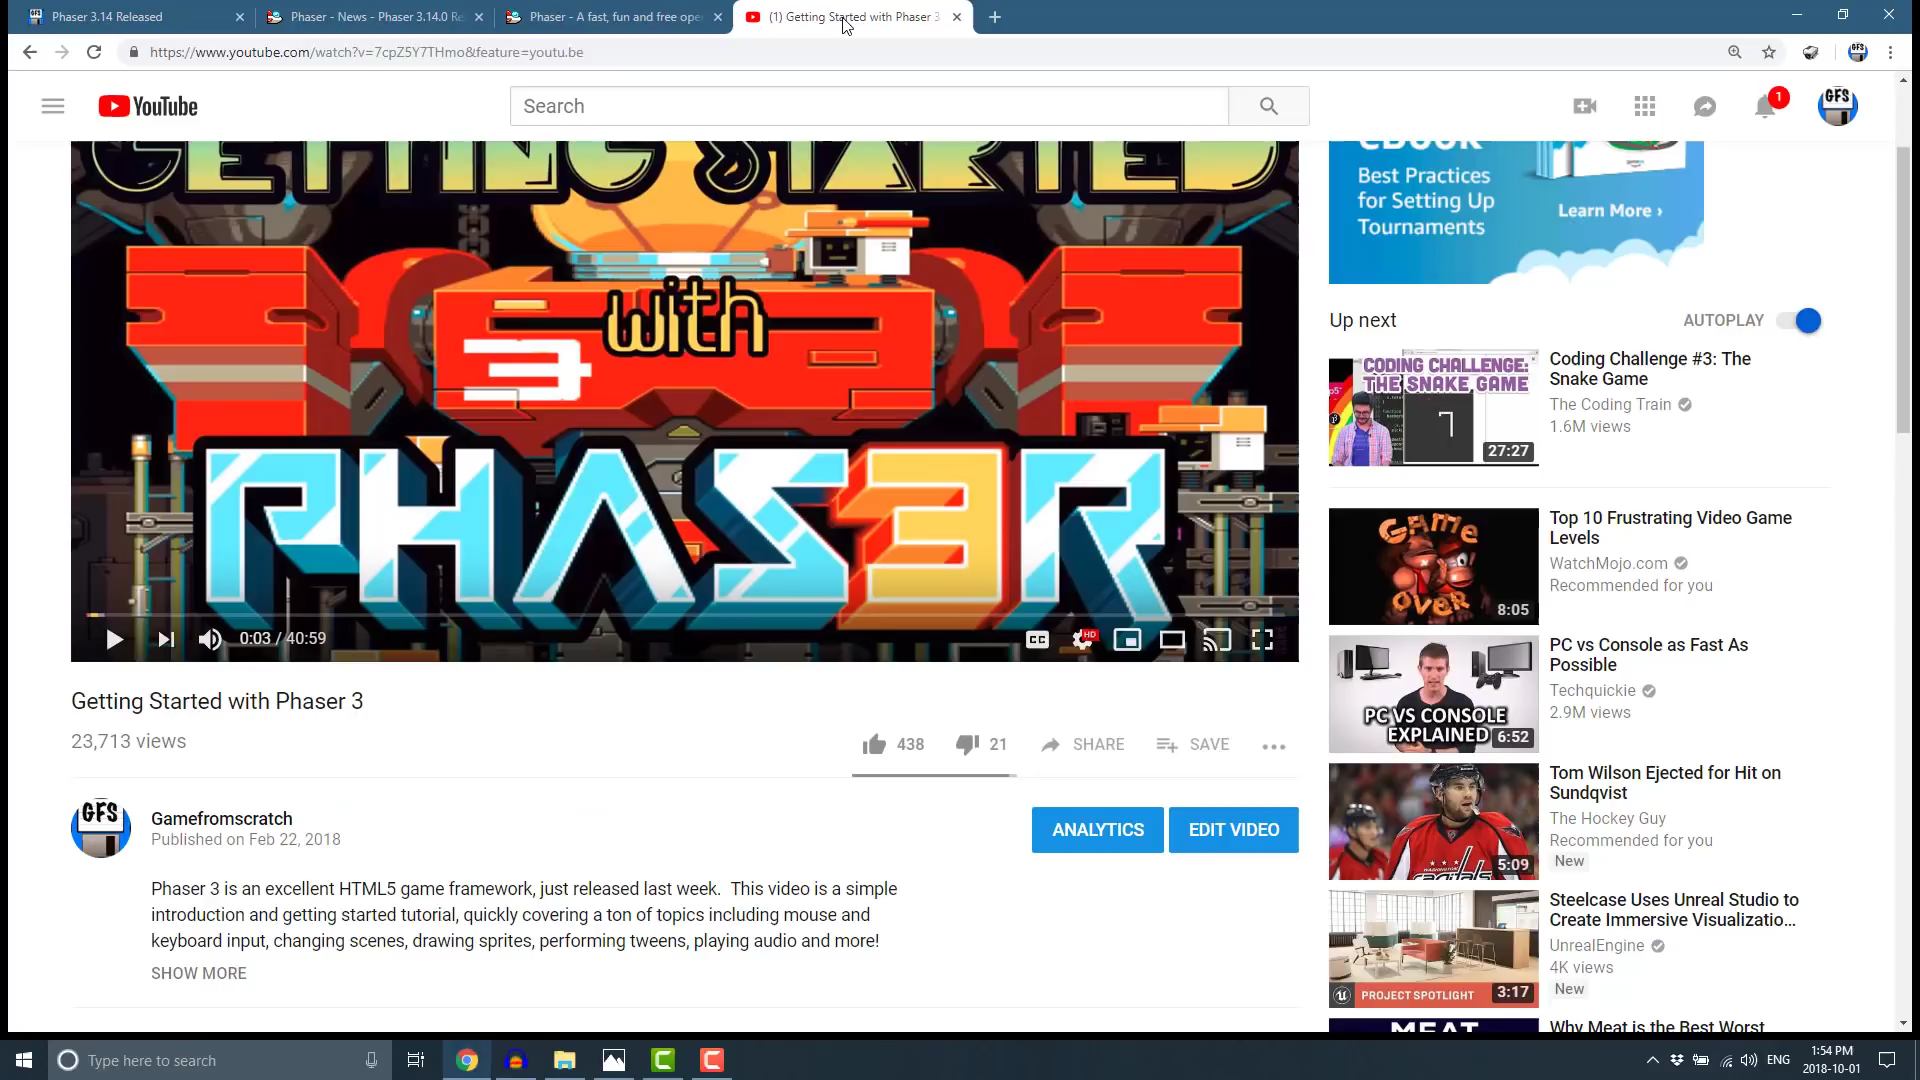 Phaser 3.14 Released
Phaser - News - Phaser 3.14.0 Re
Phaser - A fast, fun and free ope
(1) Getting Started with Phaser 3
https://www.youtube.com/watch?v=7cpZ5Y7THmo&feature=youtu.be
YouTube
Search
1
GFS
GETTING STARTED
with
3
PHAS3R
0:03 / 40:59
CC
HD
EBOOK
Best Practices
for Setting Up
Tournaments
Learn More ›
Up next
AUTOPLAY
CODING CHALLENGE:
THE SNAKE GAME
27:27
Coding Challenge #3: The
Snake Game
The Coding Train
1.6M views
GAME
OVER
8:05
Top 10 Frustrating Video Game
Levels
WatchMojo.com
Recommended for you
PC VS CONSOLE
EXPLAINED
6:52
PC vs Console as Fast As
Possible
Techquickie
2.9M views
5:09
Tom Wilson Ejected for Hit on
Sundqvist
The Hockey Guy
Recommended for you
New
PROJECT SPOTLIGHT
3:17
Steelcase Uses Unreal Studio to
Create Immersive Visualizatio...
UnrealEngine
4K views
New
MEAT
Why Meat is the Best Worst
Getting Started with Phaser 3
23,713 views
438
21
SHARE
SAVE
GFS
Gamefromscratch
Published on Feb 22, 2018
ANALYTICS
EDIT VIDEO
Phaser 3 is an excellent HTML5 game framework, just released last week. This video is a simple
introduction and getting started tutorial, quickly covering a ton of topics including mouse and
keyboard input, changing scenes, drawing sprites, performing tweens, playing audio and more!
SHOW MORE
Type here to search
ENG
1:54 PM
2018-10-01